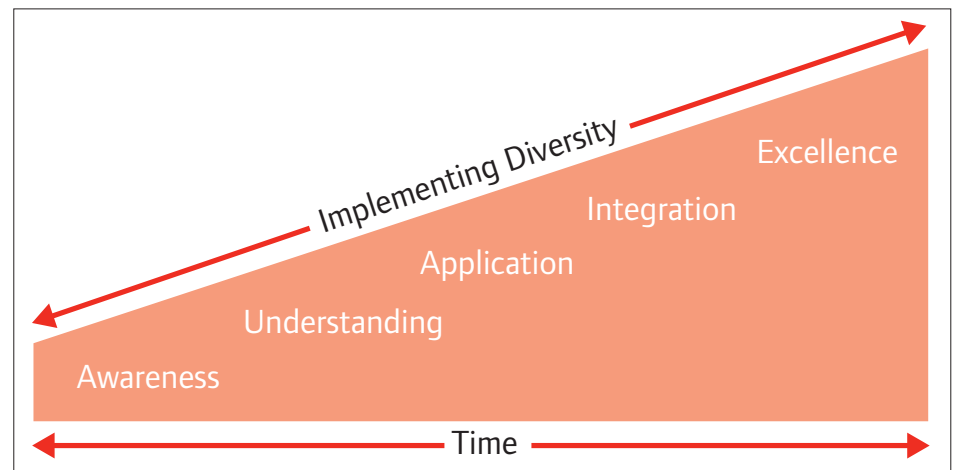 Implementing Diversity
Excellence
Integration
Application
Understanding
Awareness
Time